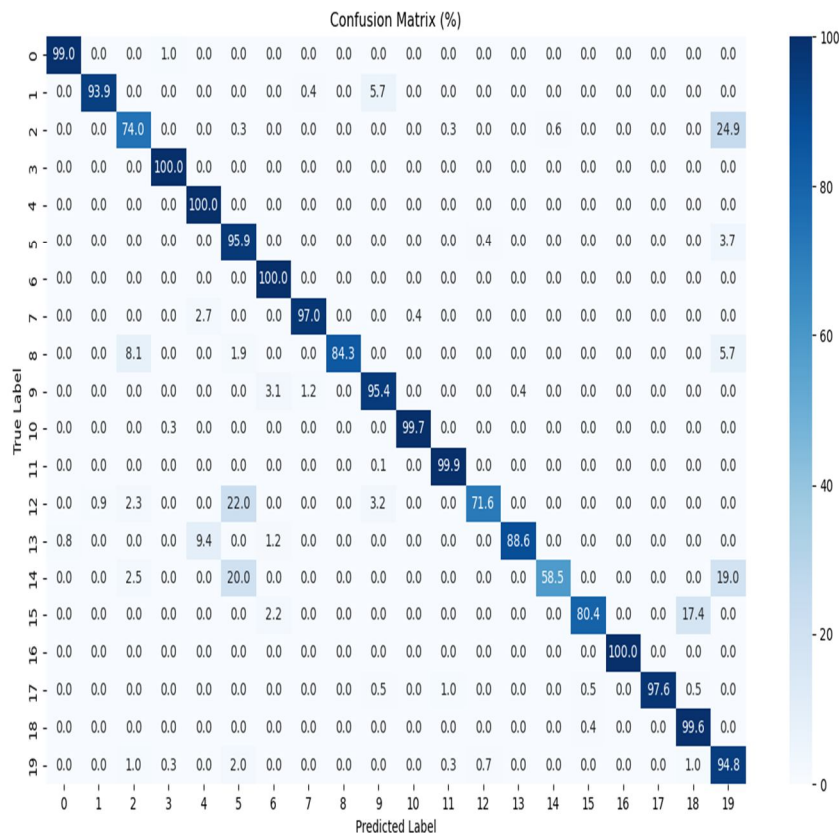 Confusion Matrix (%)
0 99.0 0.0 0.0 1.0 0.0 0.0 0.0 0.0 0.0 0.0 0.0 0.0 0.0 0.0 0.0 0.0 0.0 0.0 0.0 0.0
1 0.0 93.9 0.0 0.0 0.0 0.0 0.0 0.4 0.0 5.7 0.0 0.0 0.0 0.0 0.0 0.0 0.0 0.0 0.0 0.0
2 0.0 0.0 74.0 0.0 0.0 0.3 0.0 0.0 0.0 0.0 0.0 0.3 0.0 0.0 0.6 0.0 0.0 0.0 0.0 24.9
3 0.0 0.0 0.0 100.0 0.0 0.0 0.0 0.0 0.0 0.0 0.0 0.0 0.0 0.0 0.0 0.0 0.0 0.0 0.0 0.0
4 0.0 0.0 0.0 0.0 100.0 0.0 0.0 0.0 0.0 0.0 0.0 0.0 0.0 0.0 0.0 0.0 0.0 0.0 0.0 0.0
5 0.0 0.0 0.0 0.0 0.0 95.9 0.0 0.0 0.0 0.0 0.0 0.0 0.4 0.0 0.0 0.0 0.0 0.0 0.0 3.7
6 0.0 0.0 0.0 0.0 0.0 0.0 100.0 0.0 0.0 0.0 0.0 0.0 0.0 0.0 0.0 0.0 0.0 0.0 0.0 0.0
7 0.0 0.0 0.0 0.0 2.7 0.0 0.0 97.0 0.0 0.0 0.4 0.0 0.0 0.0 0.0 0.0 0.0 0.0 0.0 0.0
8 0.0 0.0 8.1 0.0 0.0 1.9 0.0 0.0 84.3 0.0 0.0 0.0 0.0 0.0 0.0 0.0 0.0 0.0 0.0 5.7
9 0.0 0.0 0.0 0.0 0.0 0.0 3.1 1.2 0.0 95.4 0.0 0.0 0.0 0.4 0.0 0.0 0.0 0.0 0.0 0.0
10 0.0 0.0 0.0 0.3 0.0 0.0 0.0 0.0 0.0 0.0 99.7 0.0 0.0 0.0 0.0 0.0 0.0 0.0 0.0 0.0
11 0.0 0.0 0.0 0.0 0.0 0.0 0.0 0.0 0.0 0.1 0.0 99.9 0.0 0.0 0.0 0.0 0.0 0.0 0.0 0.0
12 0.0 0.9 2.3 0.0 0.0 22.0 0.0 0.0 0.0 3.2 0.0 0.0 71.6 0.0 0.0 0.0 0.0 0.0 0.0 0.0
13 0.8 0.0 0.0 0.0 9.4 0.0 1.2 0.0 0.0 0.0 0.0 0.0 0.0 88.6 0.0 0.0 0.0 0.0 0.0 0.0
14 0.0 0.0 2.5 0.0 0.0 20.0 0.0 0.0 0.0 0.0 0.0 0.0 0.0 0.0 58.5 0.0 0.0 0.0 0.0 19.0
15 0.0 0.0 0.0 0.0 0.0 0.0 2.2 0.0 0.0 0.0 0.0 0.0 0.0 0.0 0.0 80.4 0.0 0.0 17.4 0.0
16 0.0 0.0 0.0 0.0 0.0 0.0 0.0 0.0 0.0 0.0 0.0 0.0 0.0 0.0 0.0 0.0 100.0 0.0 0.0 0.0
17 0.0 0.0 0.0 0.0 0.0 0.0 0.0 0.0 0.0 0.5 0.0 1.0 0.0 0.0 0.0 0.5 0.0 97.6 0.5 0.0
18 0.0 0.0 0.0 0.0 0.0 0.0 0.0 0.0 0.0 0.0 0.0 0.0 0.0 0.0 0.0 0.4 0.0 0.0 99.6 0.0
19 0.0 0.0 1.0 0.3 0.0 2.0 0.0 0.0 0.0 0.0 0.0 0.3 0.7 0.0 0.0 0.0 0.0 0.0 1.0 94.8
0 1 2 3 4 5 6 7 8 9 10 11 12 13 14 15 16 17 18 19
Predicted Label
True Label
100
80
60
40
20
0